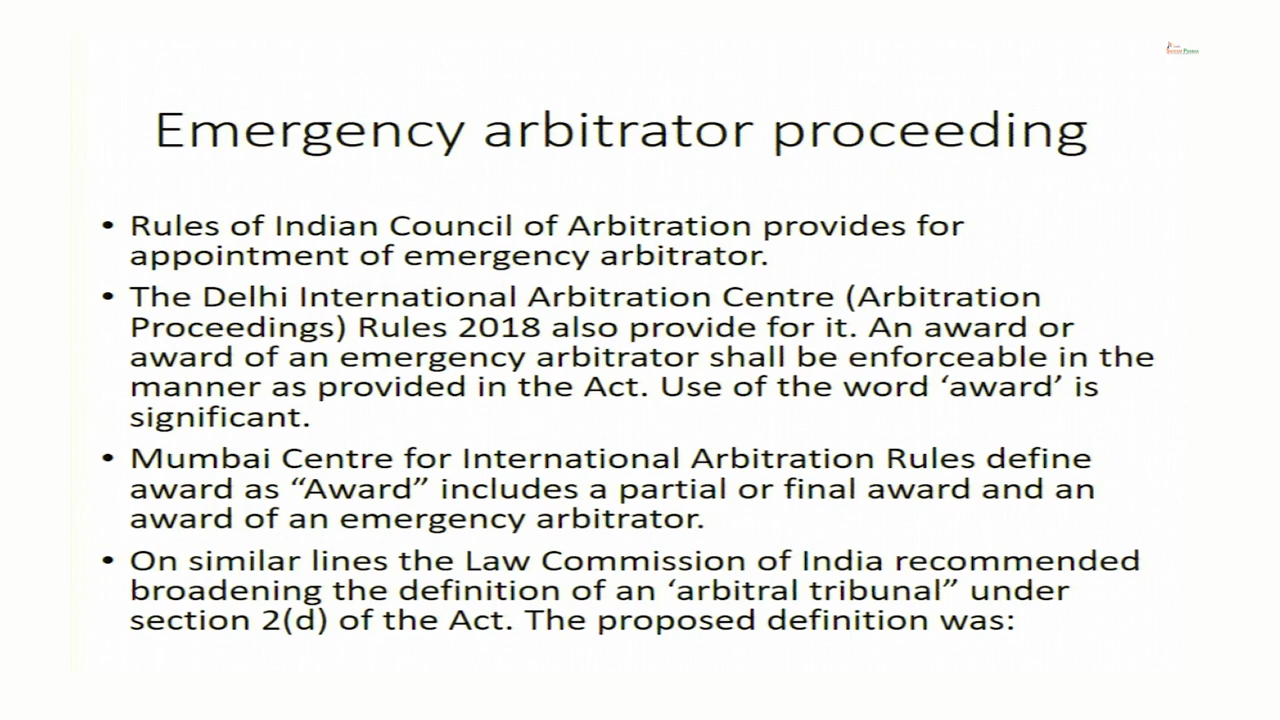 Emergency arbitrator proceeding
• Rules of Indian Council of Arbitration provides for
appointment of emergency arbitrator.
• The Delhi International Arbitration Centre (Arbitration
Proceedings) Rules 2018 also provide for it. An award or
award of an emergency arbitrator shall be enforceable in the
manner as provided in the Act. Use of the word ‘award’ is
significant.
• Mumbai Centre for International Arbitration Rules define
award as “Award” includes a partial or final award and an
award of an emergency arbitrator.
• On similar lines the Law Commission of India recommended
broadening the definition of an ‘arbitral tribunal” under
section 2(d) of the Act. The proposed definition was: